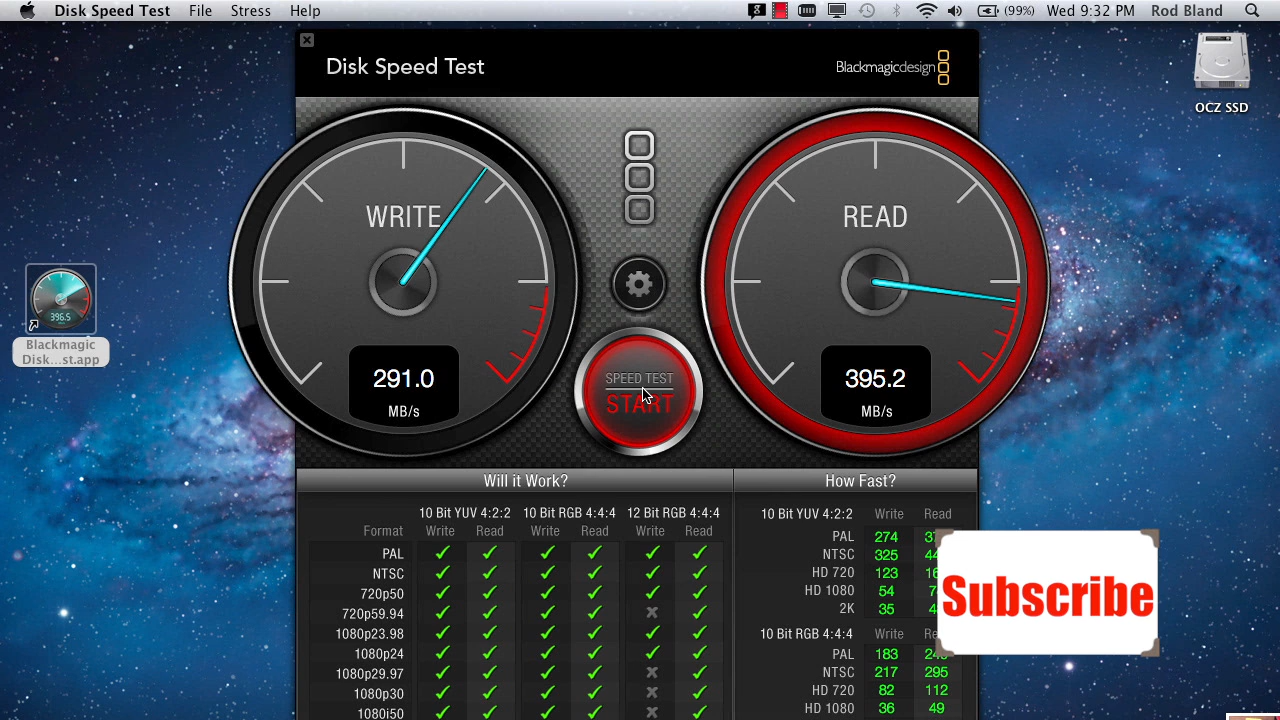 Disk Speed Test File Stress Help (99%) Wed 9:32 PM Rod Bland
Disk Speed Test
Blackmagicdesign
OCZ SSD
WRITE
READ
Blackmagic
Disk...st.app
396.5
291.0
MB/s
SPEED TEST
START
395.2
MB/s
Will it Work?
How Fast?
10 Bit YUV 4:2:2 10 Bit RGB 4:4:4 12 Bit RGB 4:4:4
Format Write Read Write Read Write Read
PAL
NTSC
720p50
720p59.94
1080p23.98
1080p24
1080p29.97
1080p30
1080i50
10 Bit YUV 4:2:2 Write Read
PAL 274
NTSC 325
HD 720 123
HD 1080 54
2K 35
10 Bit RGB 4:4:4 Write
PAL 183
NTSC 217 295
HD 720 82 112
HD 1080 36 49
Subscribe